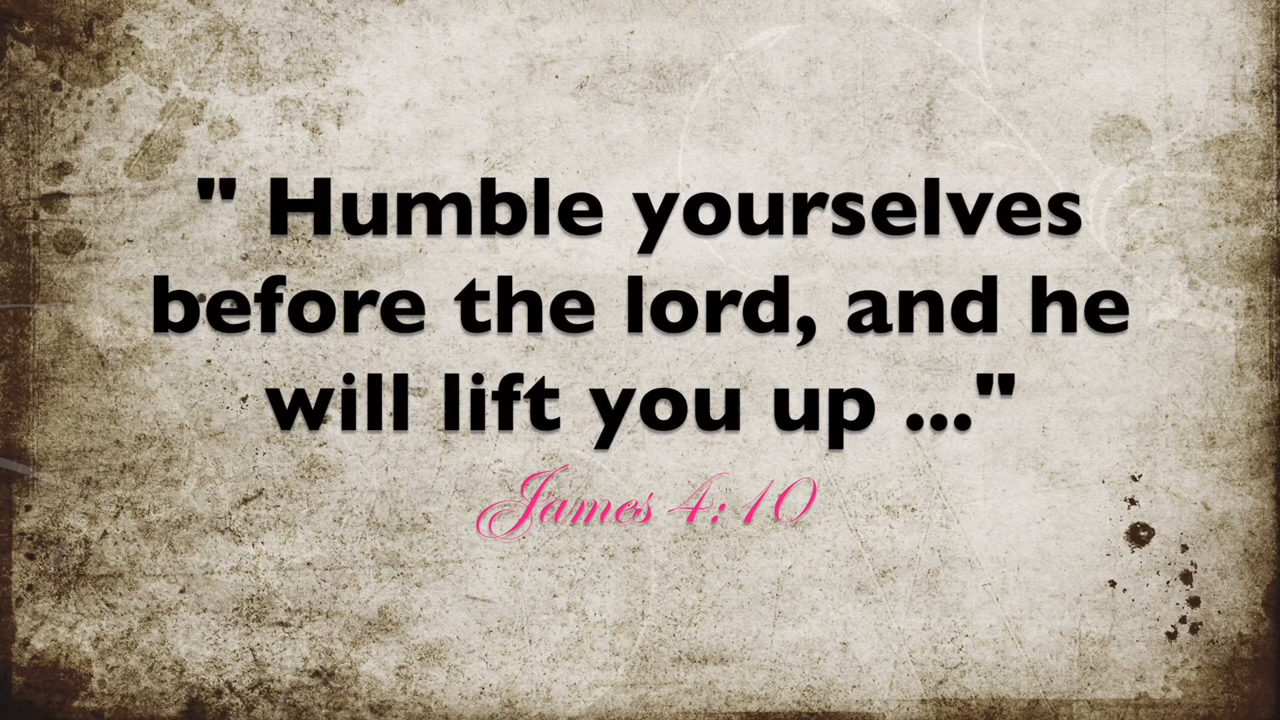 " Humble yourselves
before the lord, and he
will lift you up ..."
James 4:10